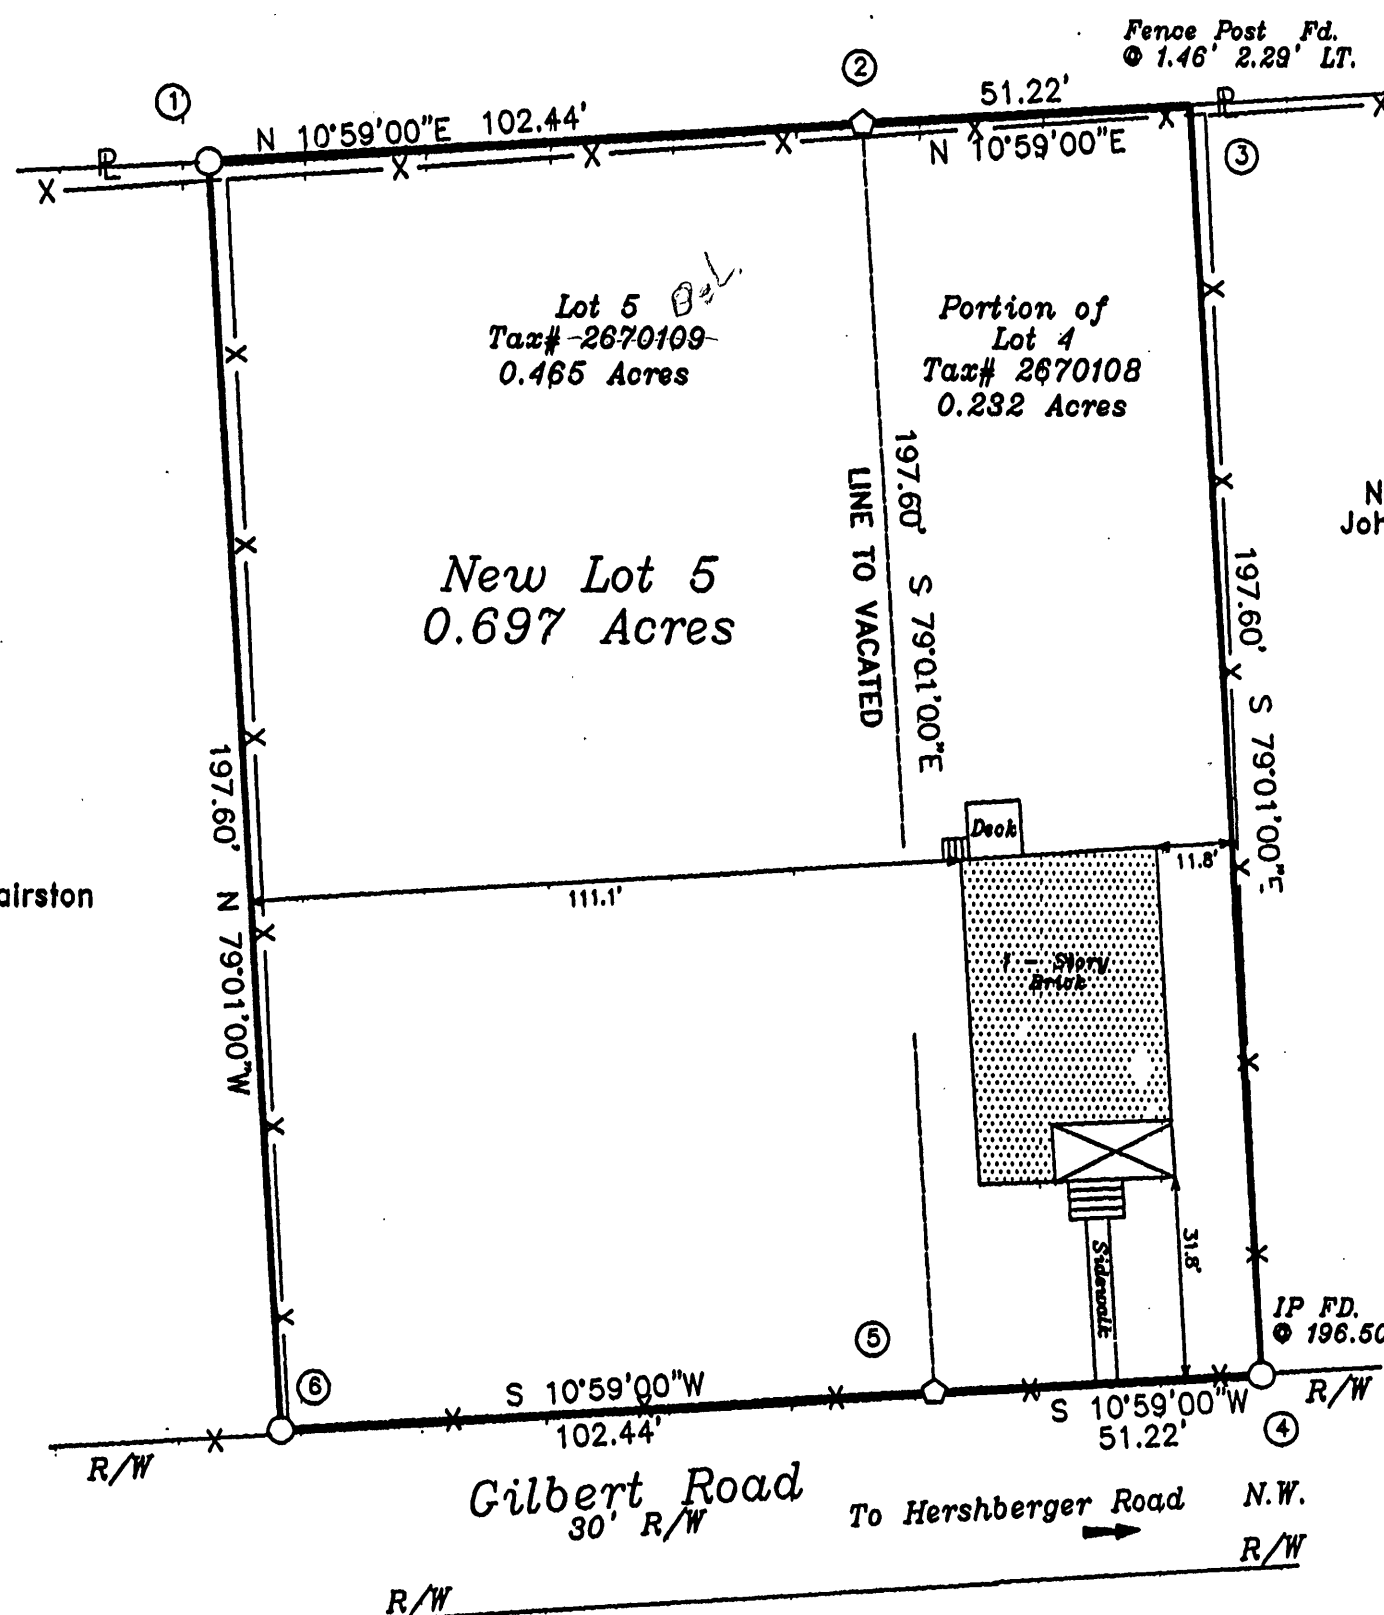 Fence Post Fd.
@ 1.46' 2.29' LT.
②
51.22'
①
N 10°59'00"E 102.44'
N 10°59'00"E
PL
PL
③
Lot 5 Bal.
Tax# 2670109
0.465 Acres
Portion of
Lot 4
Tax# 2670108
0.232 Acres
197.60' S 79°01'00"E
LINE TO VACATED
N
Joh
New Lot 5
0.697 Acres
197.60' S 79°01'00"E
197.60' N 79°01'00"W
Deck
11.8'
airston
111.1'
1 - Story
Brick
31.8'
Sidewalk
IP FD.
@ 196.50
⑤
⑥
S 10°59'00"W
102.44'
S 10°59'00"W
51.22'
R/W
④
R/W
Gilbert Road
30' R/W
To Hershberger Road N.W.
R/W
R/W